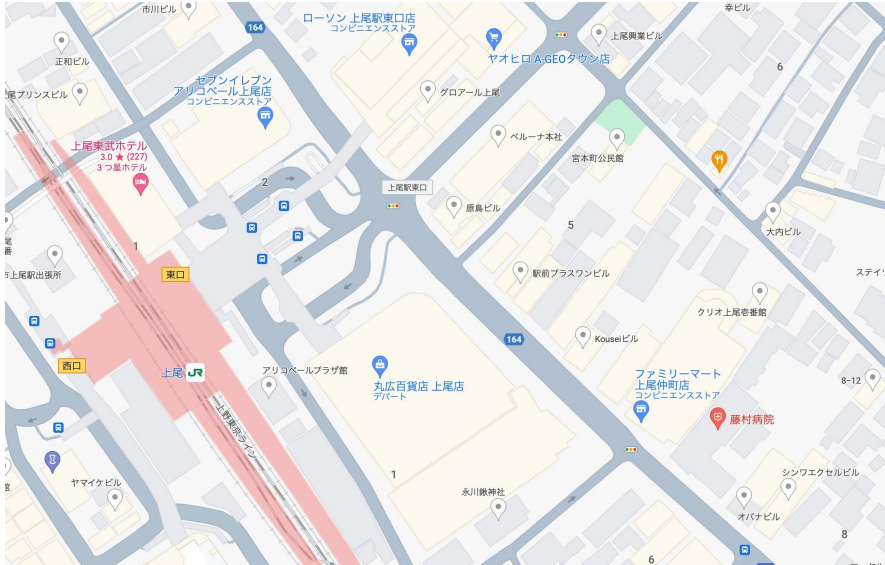 市川ビル
164
ローソン 上尾駅東口店
コンビニエンスストア
幸ビル
正和ビル
上尾興業ビル
ヤオヒロ A-GEOタウン店
6
セブンイレブン
アリコベール上尾店
コンビニエンスストア
尾プリンスビル
グロアール上尾
上尾東武ホテル
3.0 ★ (227)
3 つ星ホテル
ベルーナ本社
宮本町公民館
2
上尾駅東口
原島ビル
5
大内ビル
1
市上尾駅出張所
東口
駅前プラスワンビル
ステイツ
クリオ上尾壱番館
164
Kouseiビル
西口
上尾 JR
アリコベールプラザ館
丸広百貨店 上尾店
デパート
ファミリーマート
上尾仲町店
コンビニエンスストア
8-12
藤村病院
上野東京ライン
ヤマイケビル
館
1
氷川鍬神社
シンワエクセルビル
オバナビル
8
6
164